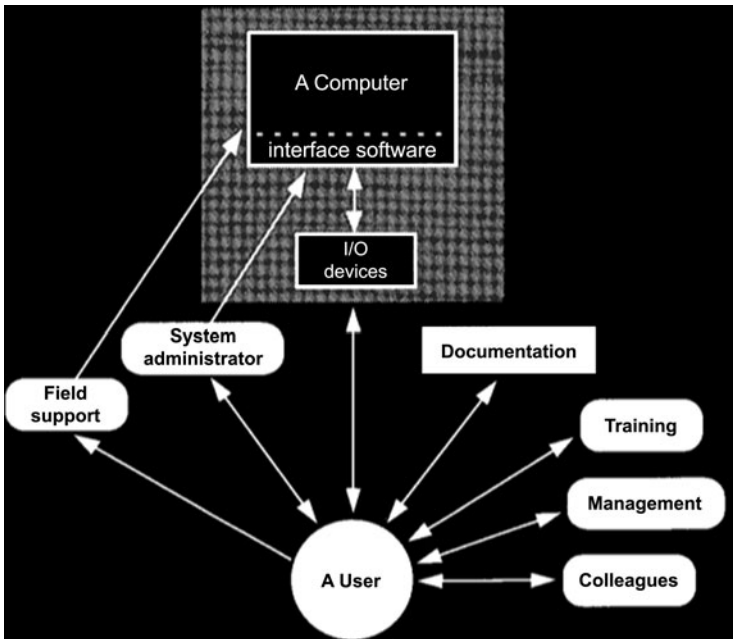 A Computer
interface software
I/O
devices
System
administrator
Documentation
Field
support
Training
Management
A User
Colleagues